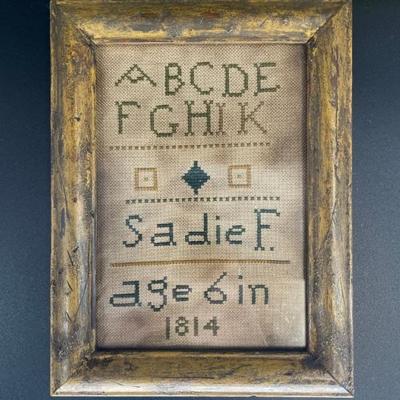 ABCDE
FGHIK
Sadie F.
age 6 in
1814